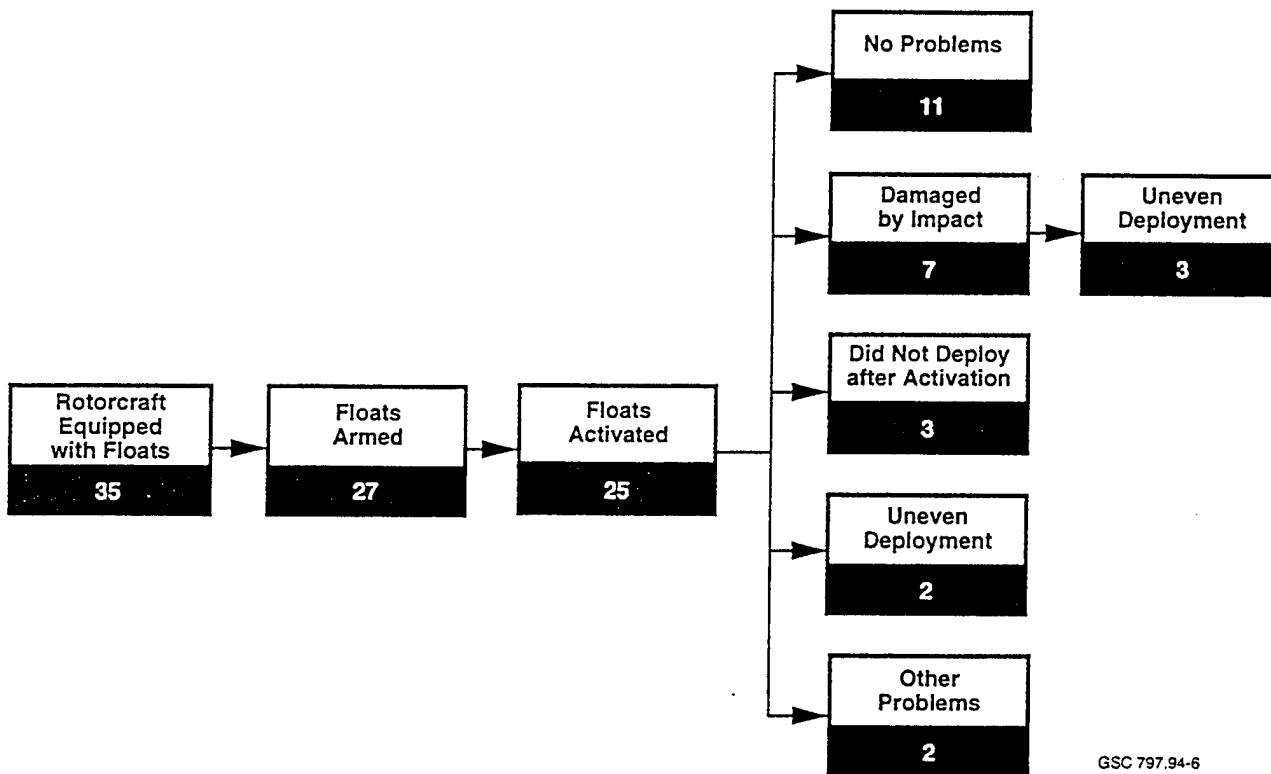 Rotorcraft
Equipped
with Floats
35
Floats
Armed
27
Floats
Activated
25
No Problems
11
Damaged
by Impact
7
Uneven
Deployment
3
Did Not Deploy
after Activation
3
Uneven
Deployment
2
Other
Problems
2
GSC 797.94-6